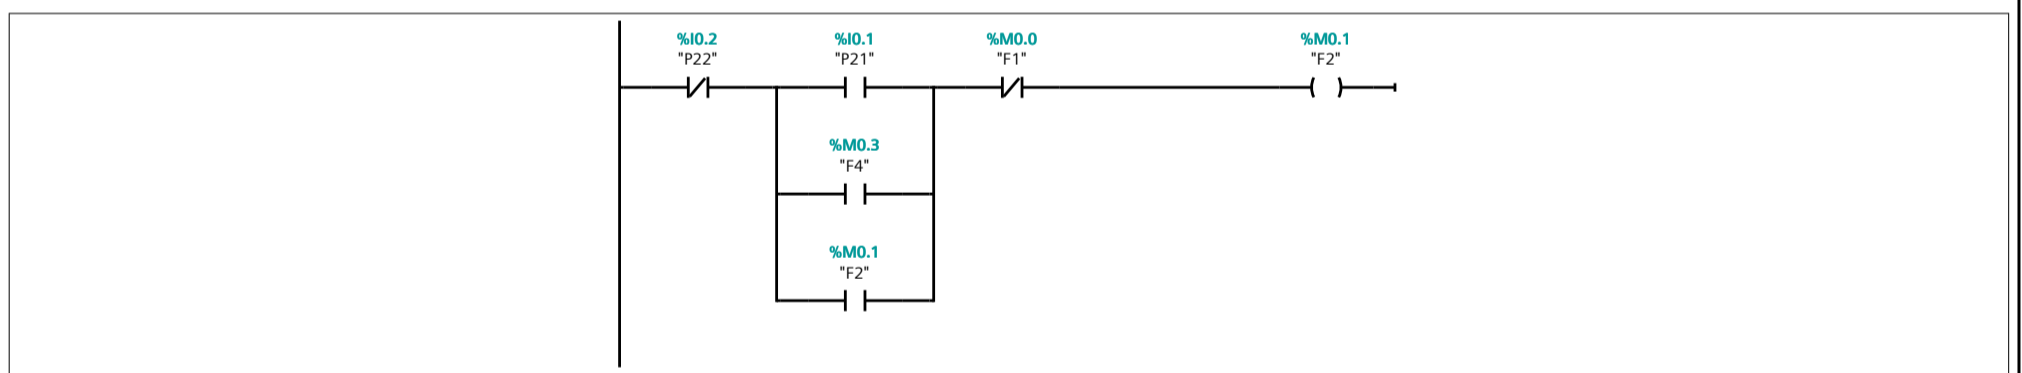 %I0.2
"P22"
%I0.1
"P21"
%M0.0
"F1"
%M0.1
"F2"
%M0.3
"F4"
%M0.1
"F2"